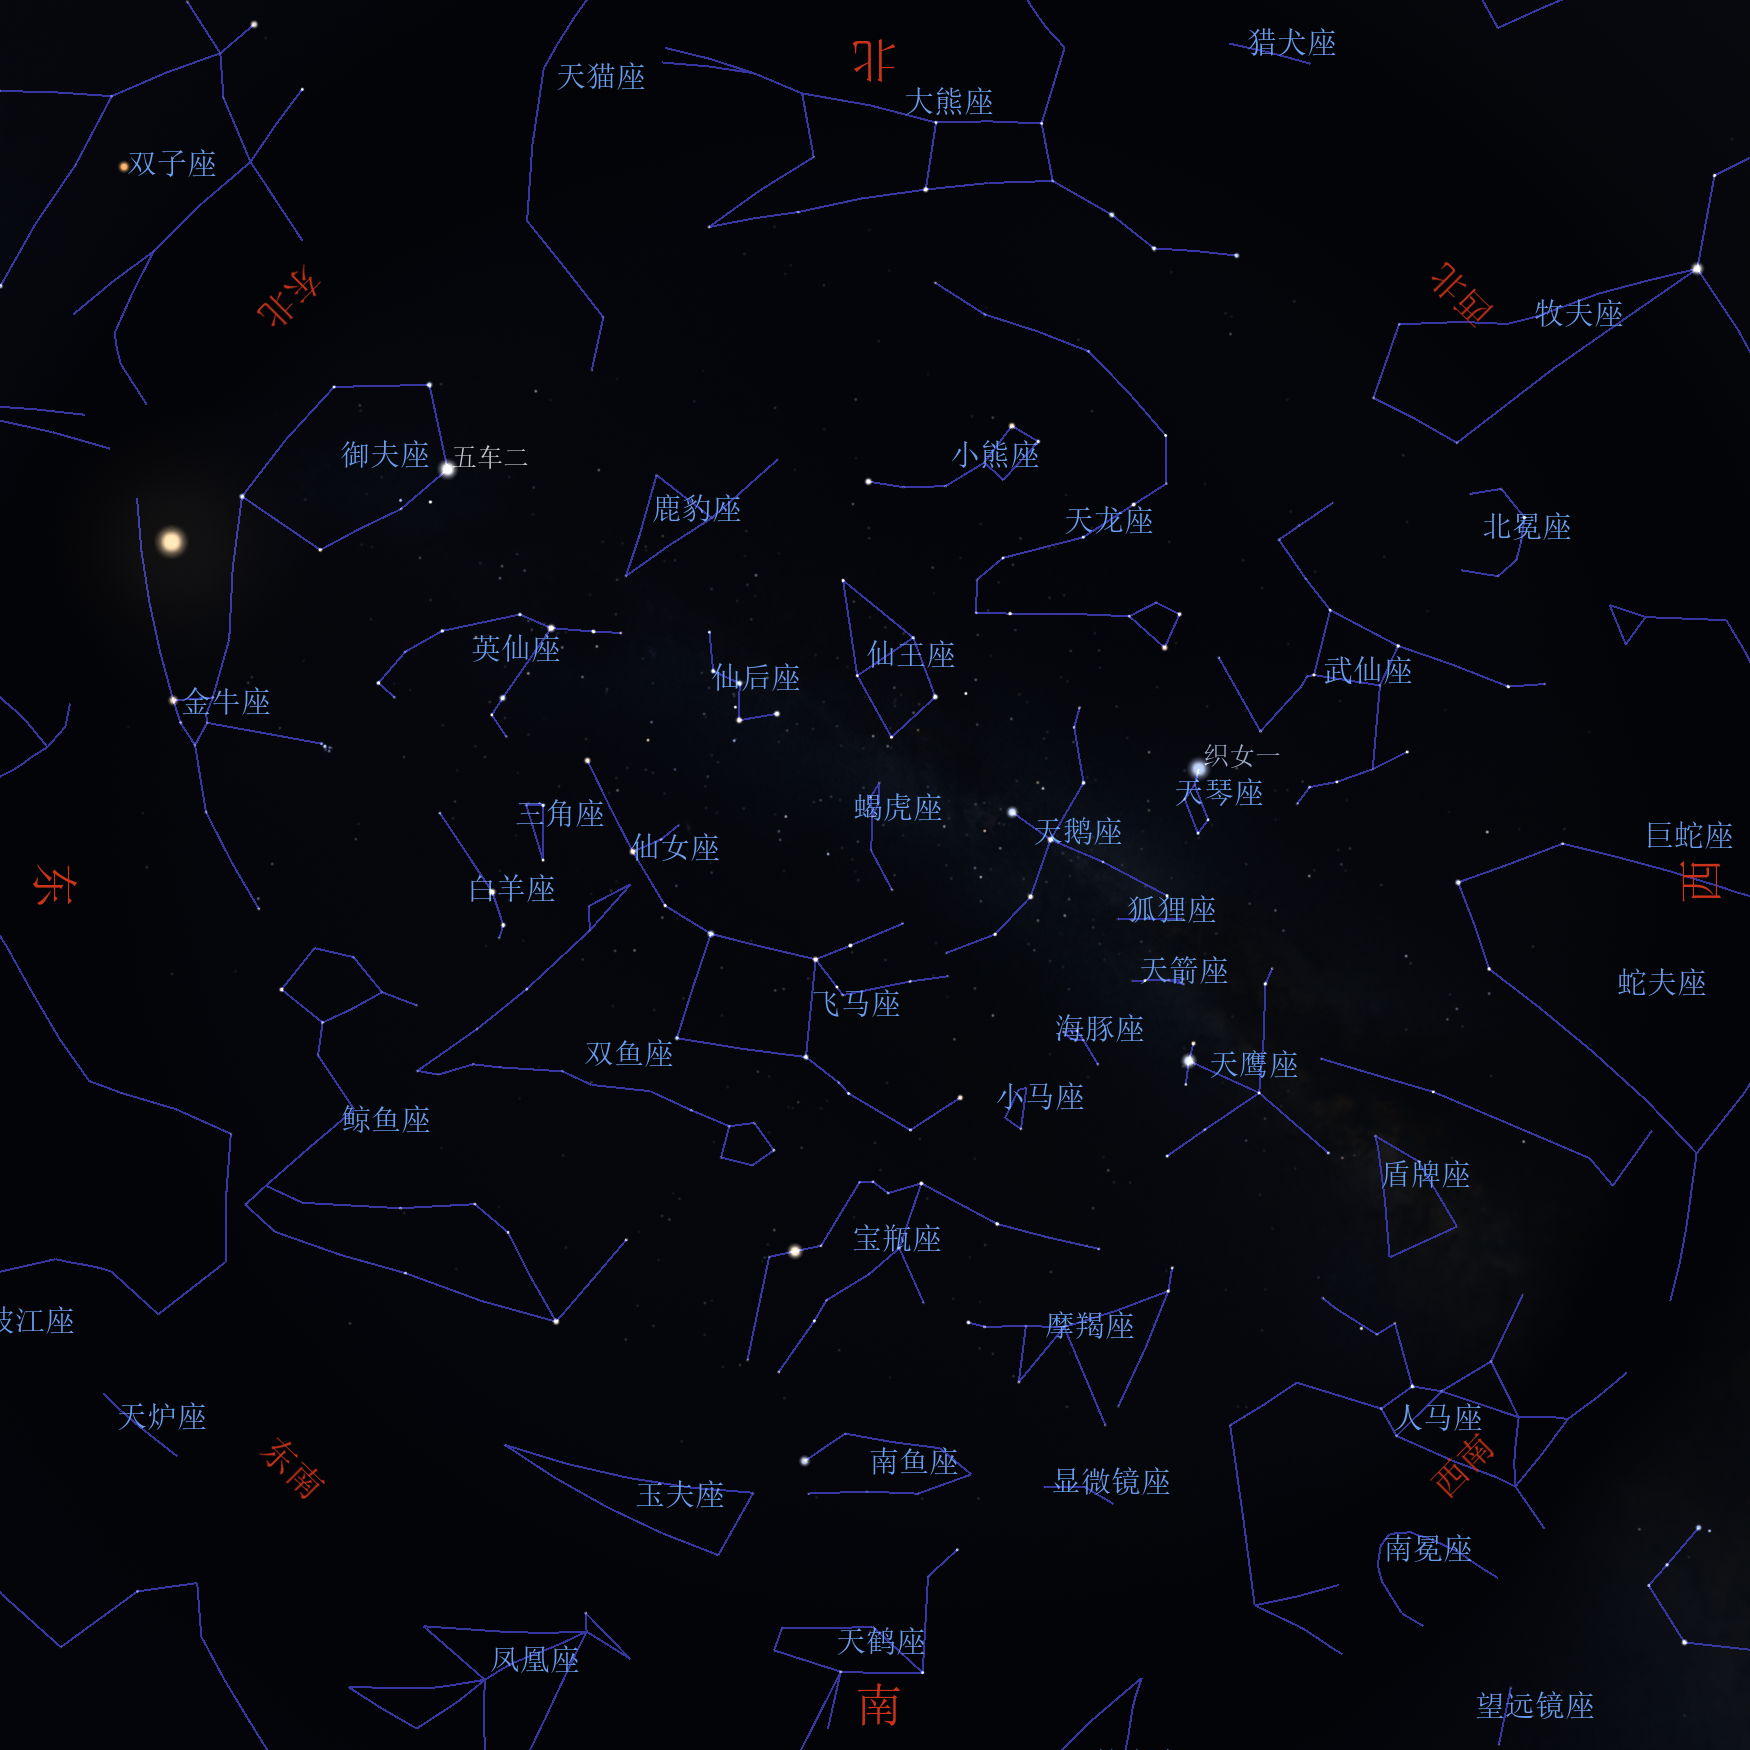 猎犬座
北
天猫座
大熊座
双子座
东北
西北
牧夫座
御夫座
五车二
小熊座
鹿豹座
天龙座
北冕座
英仙座
仙后座
仙王座
武仙座
金牛座
织女一
天琴座
三角座
蝎虎座
天鹅座
仙女座
巨蛇座
东
白羊座
西
狐狸座
天箭座
蛇夫座
飞马座
海豚座
双鱼座
天鹰座
小马座
鲸鱼座
盾牌座
宝瓶座
波江座
摩羯座
天炉座
人马座
东南
西南
南鱼座
显微镜座
玉夫座
南冕座
天鹤座
凤凰座
南
望远镜座